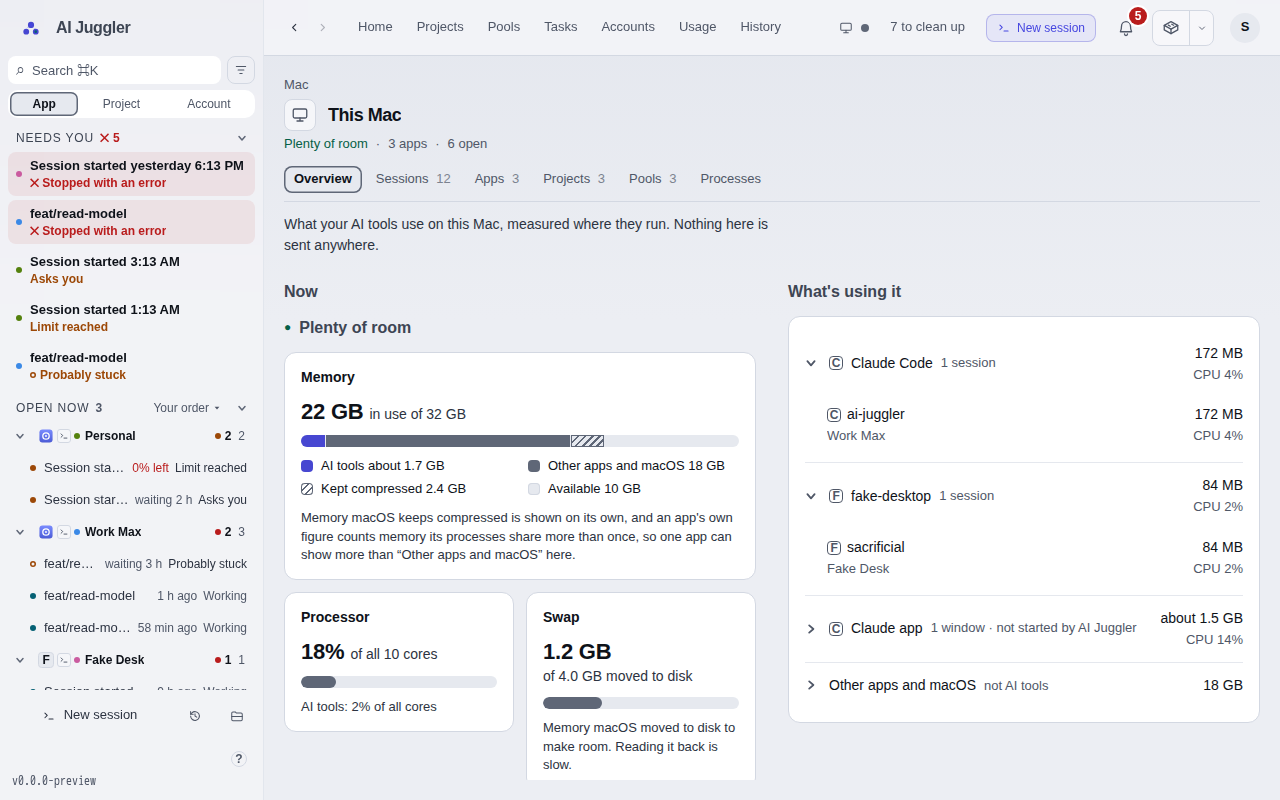 AI Juggler
Search ⌘K
App Project Account
NEEDS YOU 5
Session started yesterday 6:13 PM
Stopped with an error
feat/read-model
Stopped with an error
Session started 3:13 AM
Asks you
Session started 1:13 AM
Limit reached
feat/read-model
Probably stuck
OPEN NOW 3 Your order
Personal 2 2
Session sta… 0% left Limit reached
Session star… waiting 2 h Asks you
Work Max 2 3
feat/re… waiting 3 h Probably stuck
feat/read-model 1 h ago Working
feat/read-mo… 58 min ago Working
F Fake Desk 1 1
New session
?
v0.0.0-preview
Home Projects Pools Tasks Accounts Usage History
7 to clean up
New session
5
S
Mac
This Mac
Plenty of room · 3 apps · 6 open
Overview Sessions 12 Apps 3 Projects 3 Pools 3 Processes
What your AI tools use on this Mac, measured where they run. Nothing here is
sent anywhere.
Now
Plenty of room
Memory
22 GB in use of 32 GB
AI tools about 1.7 GB Other apps and macOS 18 GB
Kept compressed 2.4 GB Available 10 GB
Memory macOS keeps compressed is shown on its own, and an app's own
figure counts memory its processes share more than once, so one app can
show more than “Other apps and macOS” here.
Processor
18% of all 10 cores
AI tools: 2% of all cores
Swap
1.2 GB
of 4.0 GB moved to disk
Memory macOS moved to disk to
make room. Reading it back is
slow.
What's using it
C Claude Code 1 session 172 MB
CPU 4%
C ai-juggler 172 MB
Work Max CPU 4%
F fake-desktop 1 session 84 MB
CPU 2%
F sacrificial 84 MB
Fake Desk CPU 2%
C Claude app 1 window · not started by AI Juggler about 1.5 GB
CPU 14%
Other apps and macOS not AI tools 18 GB